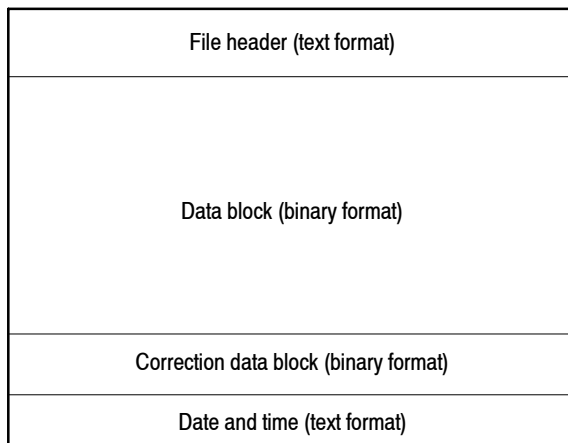 File header (text format)
Data block (binary format)
Correction data block (binary format)
Date and time (text format)